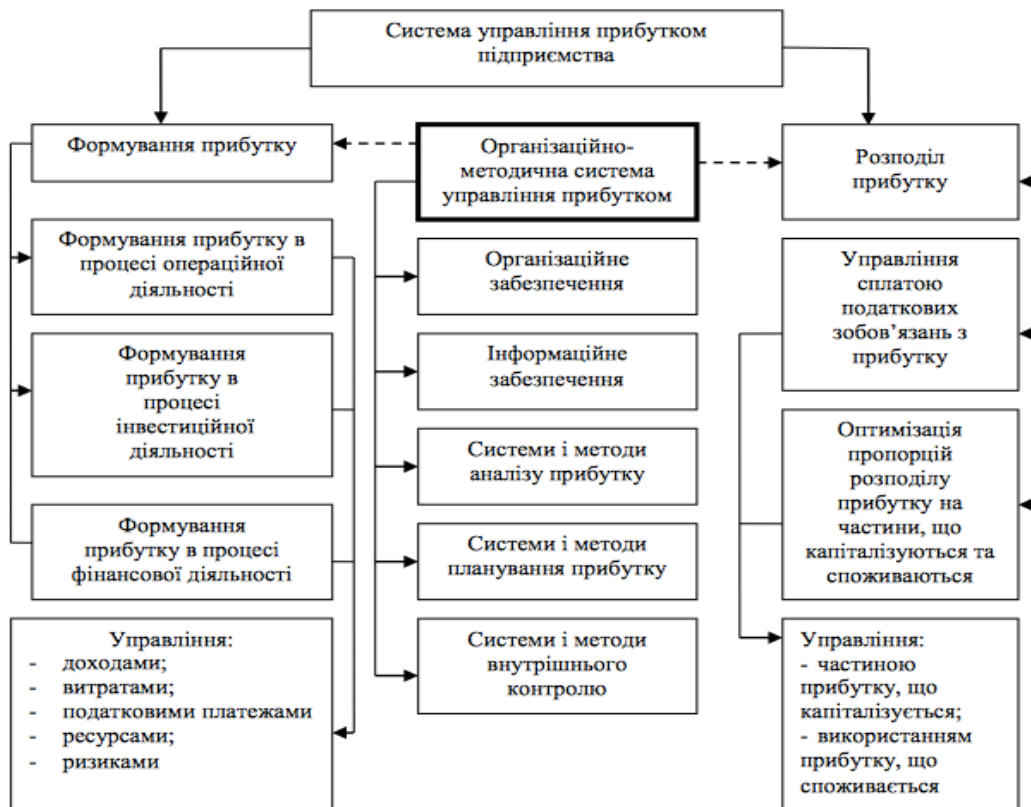 Система управління прибутком
підприємства
Формування прибутку
Організаційно-
методична система
управління прибутком
Розподіл
прибутку
Формування прибутку в
процесі операційної
діяльності
Формування
прибутку в
процесі
інвестиційної
діяльності
Формування
прибутку в процесі
фінансової діяльності
Управління:
- доходами;
- витратами;
- податковими платежами
- ресурсами;
- ризиками
Організаційне
забезпечення
Інформаційне
забезпечення
Системи і методи
аналізу прибутку
Системи і методи
планування прибутку
Системи і методи
внутрішнього
контролю
Управління
сплатою
податкових
зобов’язань з
прибутку
Оптимізація
пропорцій
розподілу
прибутку на
частини, що
капіталізуються та
споживаються
Управління:
- частиною
прибутку, що
капіталізується;
- використанням
прибутку, що
споживається